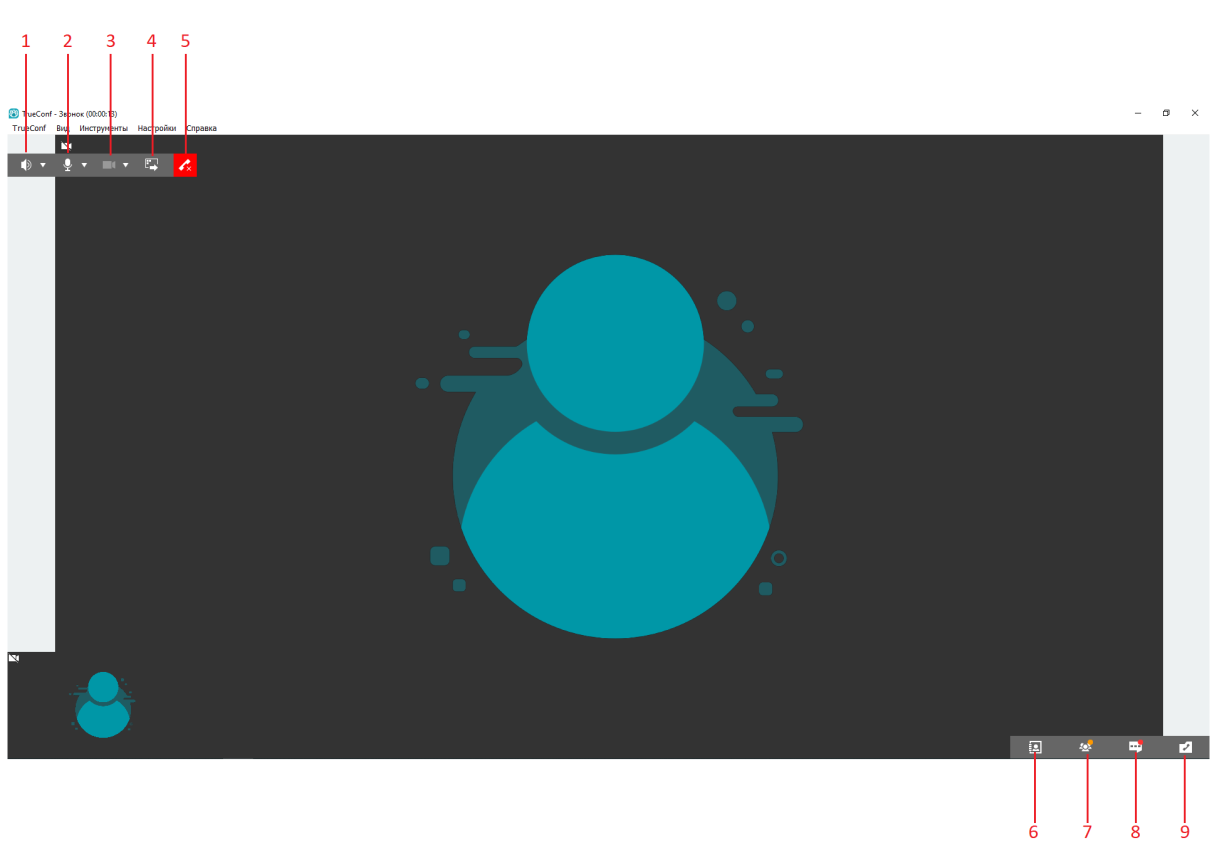 1 2 3 4 5
TrueConf - Звонок (00:00:13)
TrueConf Вид Инструменты Настройки Справка
6 7 8 9